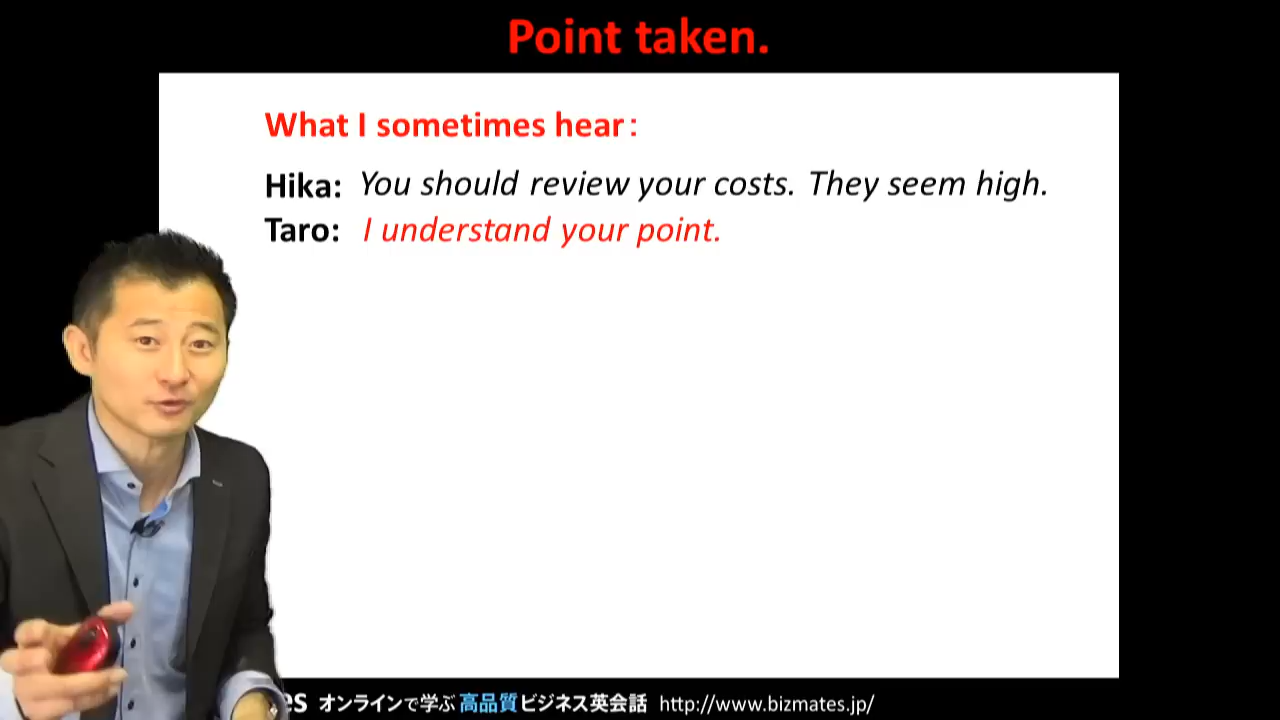 Point taken.
What I sometimes hear:
Hika: You should review your costs. They seem high.
Taro: I understand your point.
es オンラインで学ぶ 高品質 ビジネス英会話 http://www.bizmates.jp/